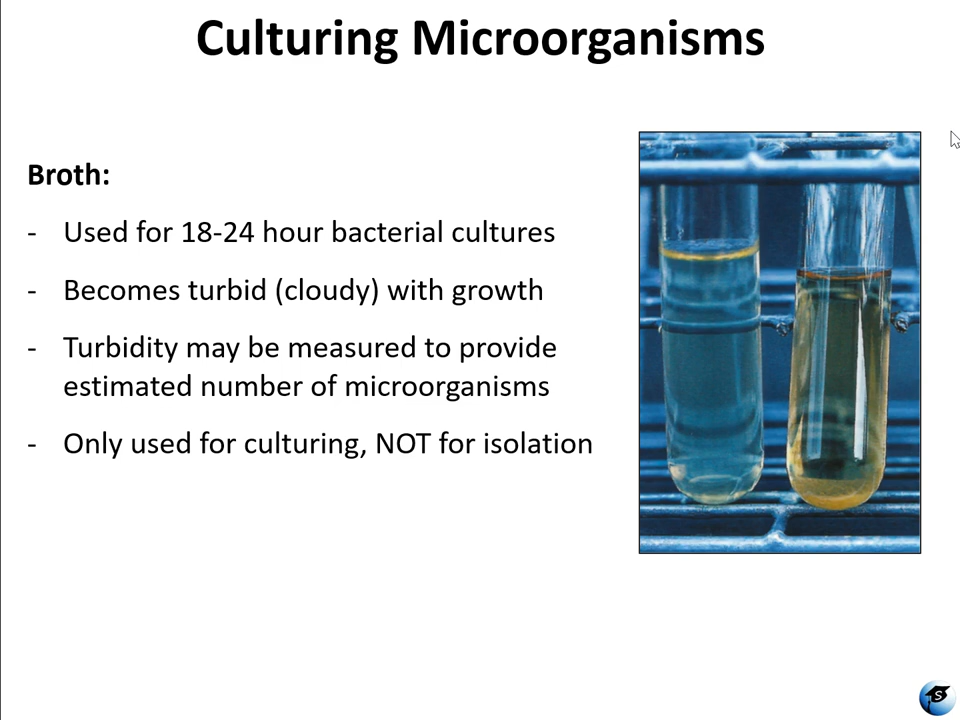 Culturing Microorganisms
Broth:
- Used for 18-24 hour bacterial cultures
- Becomes turbid (cloudy) with growth
- Turbidity may be measured to provide
estimated number of microorganisms
- Only used for culturing, NOT for isolation
S